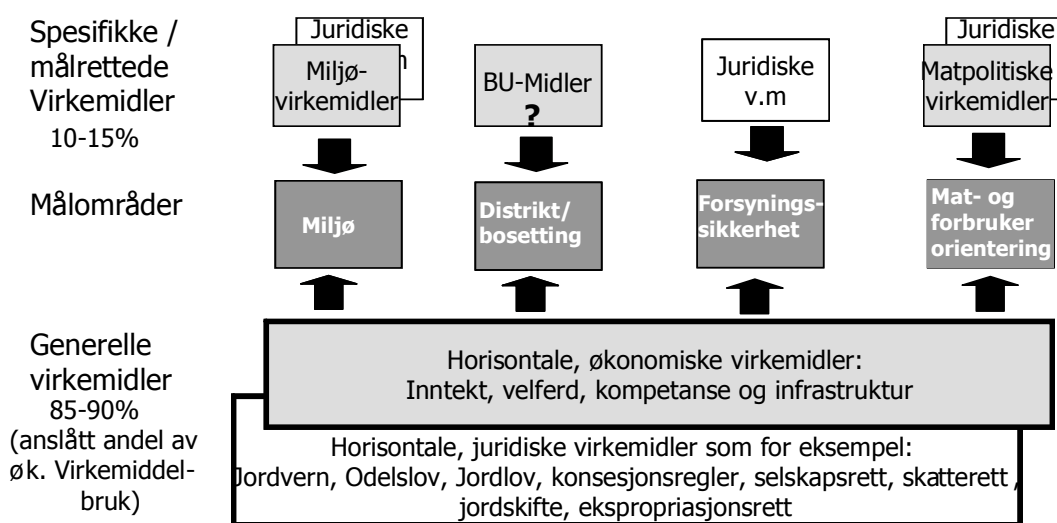 Spesifikke /
målrettede
Virkemidler
10-15%
Juridiske
Miljø-
virkemidler
BU-Midler
?
Juridiske
v.m
Juridiske
Matpolitiske
virkemidler
Målområder
Miljø
Distrikt/
bosetting
Forsynings-
sikkerhet
Mat- og
forbruker
orientering
Generelle
virkemidler
85-90%
(anslått andel av
øk. Virkemiddel-
bruk)
Horisontale, økonomiske virkemidler:
Inntekt, velferd, kompetanse og infrastruktur
Horisontale, juridiske virkemidler som for eksempel:
Jordvern, Odelslov, Jordlov, konsesjonsregler, selskapsrett, skatterett ,
jordskifte, ekspropriasjonsrett